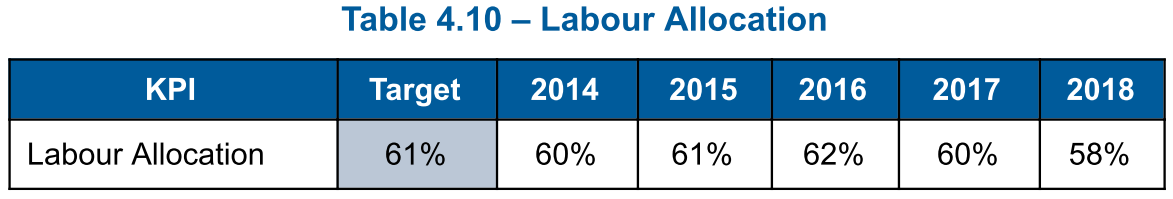 Table 4.10 – Labour Allocation
KPI Target 2014 2015 2016 2017 2018
Labour Allocation 61% 60% 61% 62% 60% 58%